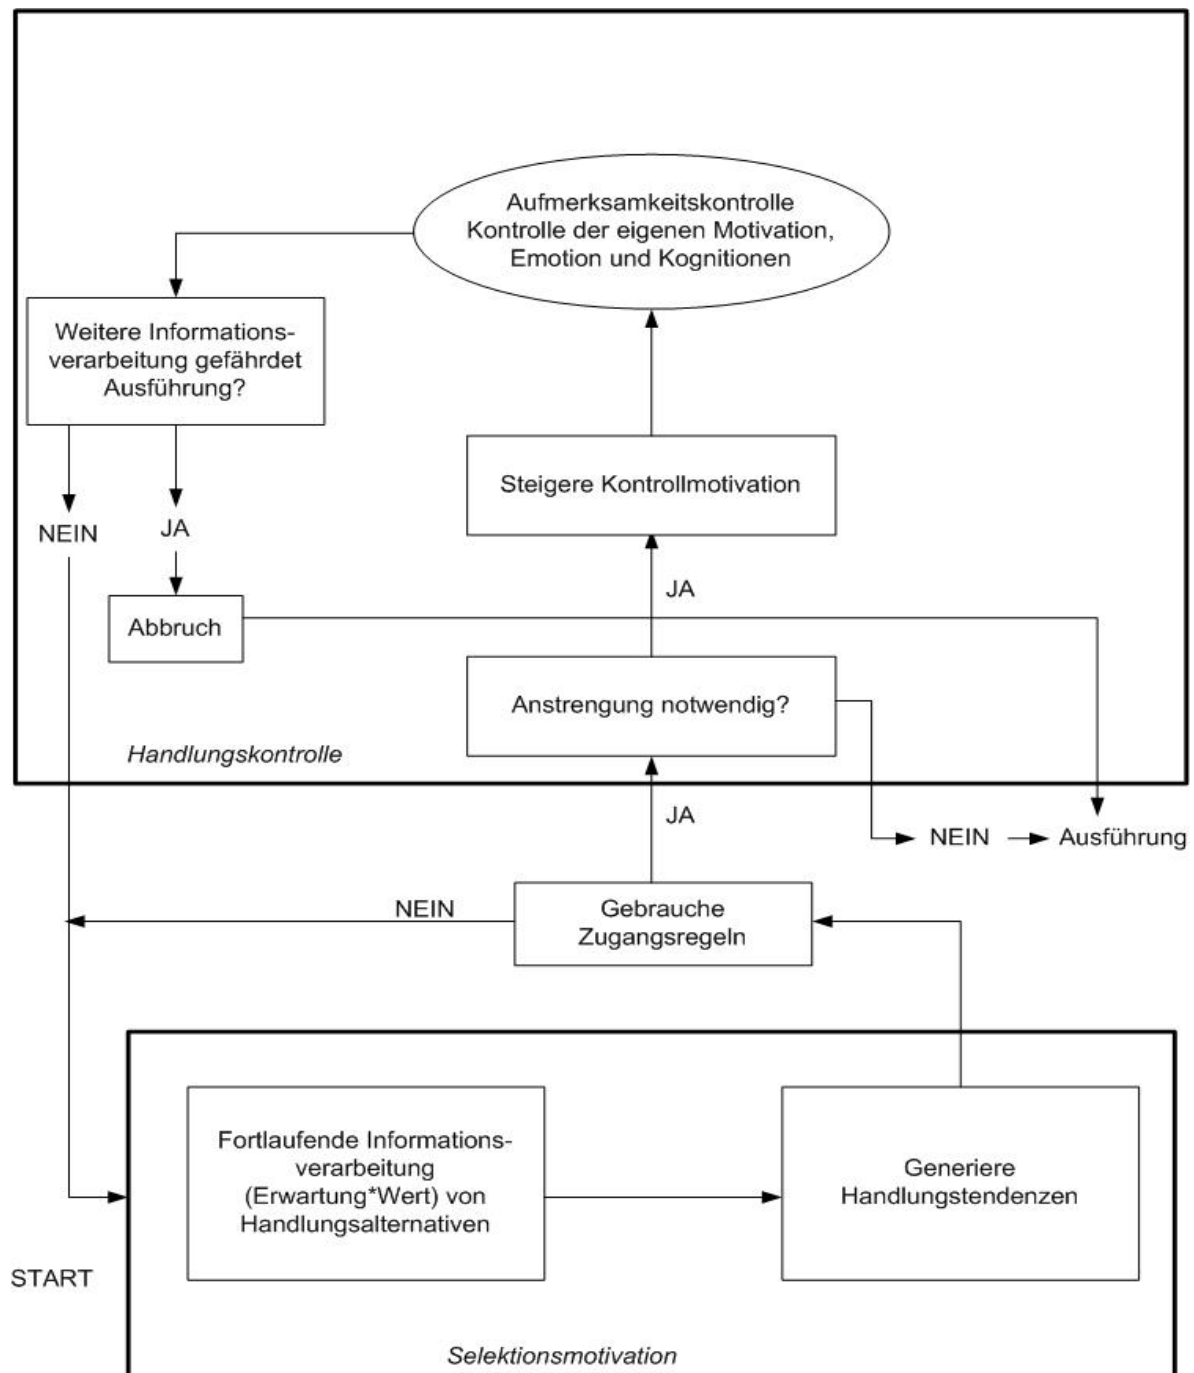 Aufmerksamkeitskontrolle
Kontrolle der eigenen Motivation,
Emotion und Kognitionen
Weitere Informations-
verarbeitung gefährdet
Ausführung?
Steigere Kontrollmotivation
NEIN
JA
JA
Abbruch
Anstrengung notwendig?
Handlungskontrolle
JA
NEIN
Ausführung
NEIN
Gebrauche
Zugangsregeln
Fortlaufende Informations-
verarbeitung
(Erwartung*Wert) von
Handlungsalternativen
Generiere
Handlungstendenzen
START
Selektionsmotivation